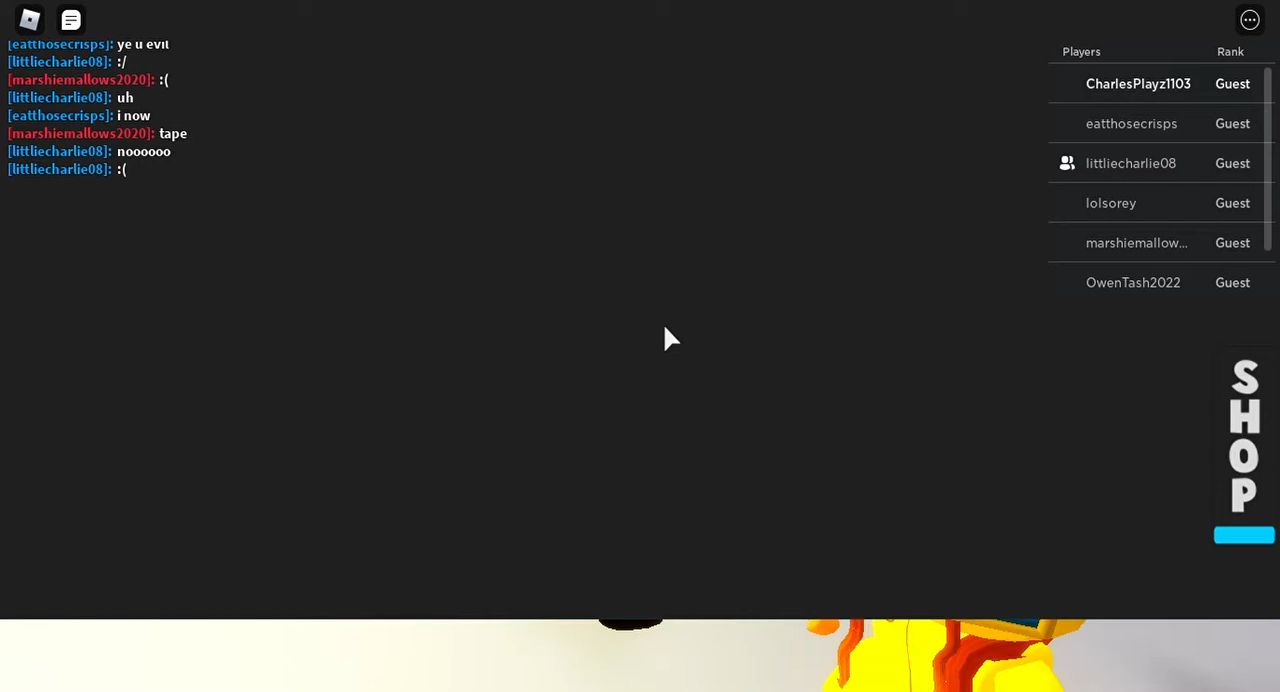 [eatthosecrisps]: ye u evil
[littliecharlie08]: :/
[marshiemallows2020]: :(
[littliecharlie08]: uh
[eatthosecrisps]: i now
[marshiemallows2020]: tape
[littliecharlie08]: noooooo
[littliecharlie08]: :(
Players Rank
CharlesPlayz1103 Guest
eatthosecrisps Guest
littliecharlie08 Guest
lolsorey Guest
marshiemallow... Guest
OwenTash2022 Guest
SHOP